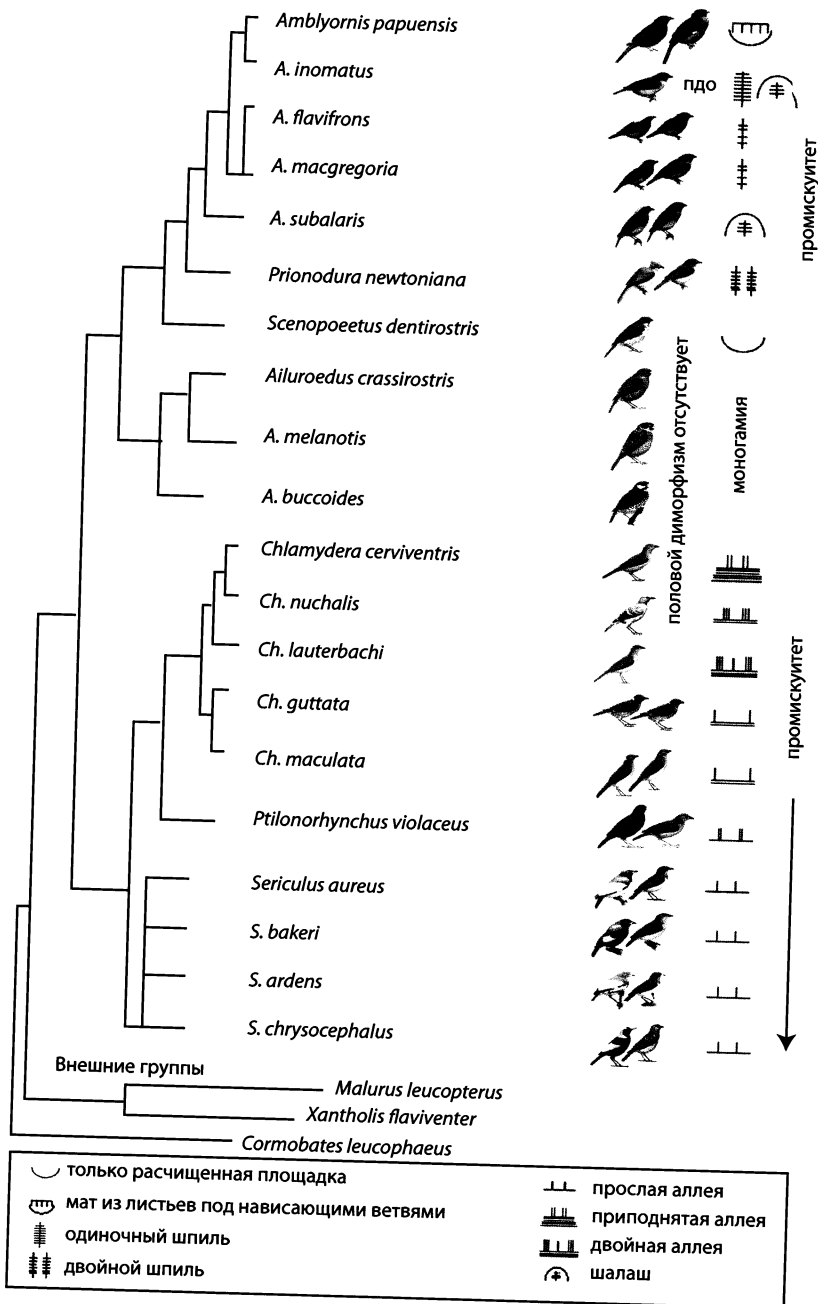 Amblyornis papuensis
A. inornatus
пдо
A. flavifrons
A. macgregoria
A. subalaris
промискуитет
Prionodura newtoniana
Scenopoeetus dentirostris
Ailuroedus crassirostris
A. melanotis
A. buccoides
половой диморфизм отсутствует
моногамия
Chlamydera cerviventris
Ch. nuchalis
Ch. lauterbachi
Ch. guttata
Ch. maculata
промискуитет
Ptilonorhynchus violaceus
Sericulus aureus
S. bakeri
S. ardens
S. chrysocephalus
Внешние группы
Malurus leucopterus
Xantholis flaviventer
Cormobates leucophaeus
только расчищенная площадка
мат из листьев под нависающими ветвями
одиночный шпиль
двойной шпиль
прослая аллея
приподнятая аллея
двойная аллея
шалаш